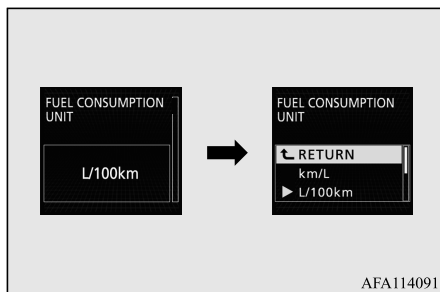 FUEL CONSUMPTION
UNIT
L/100km
FUEL CONSUMPTION
UNIT
RETURN
km/L
L/100km
AFA114091